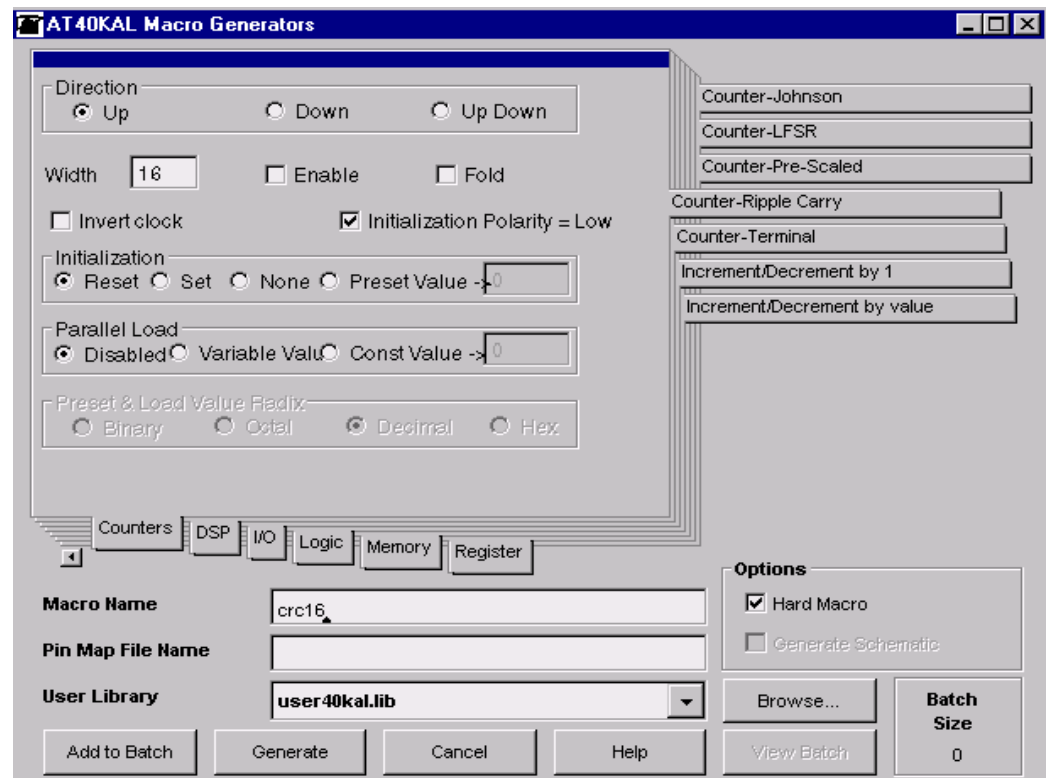 AT40KAL Macro Generators
Direction
Up Down Up Down
Width 16 Enable Fold
Invert clock Initialization Polarity = Low
Initialization
Reset Set None Preset Value -> 0
Parallel Load
Disabled Variable Valu Const Value -> 0
Preset & Load Value Radix
Binary Octal Decimal Hex
Counter-Johnson
Counter-LFSR
Counter-Pre-Scaled
Counter-Ripple Carry
Counter-Terminal
Increment/Decrement by 1
Increment/Decrement by value
Counters DSP I/O Logic Memory Register
Macro Name crc16
Pin Map File Name
User Library user40kal.lib
Options
Hard Macro
Generate Schematic
Browse...
Batch
Size
0
Add to Batch Generate Cancel Help View Batch